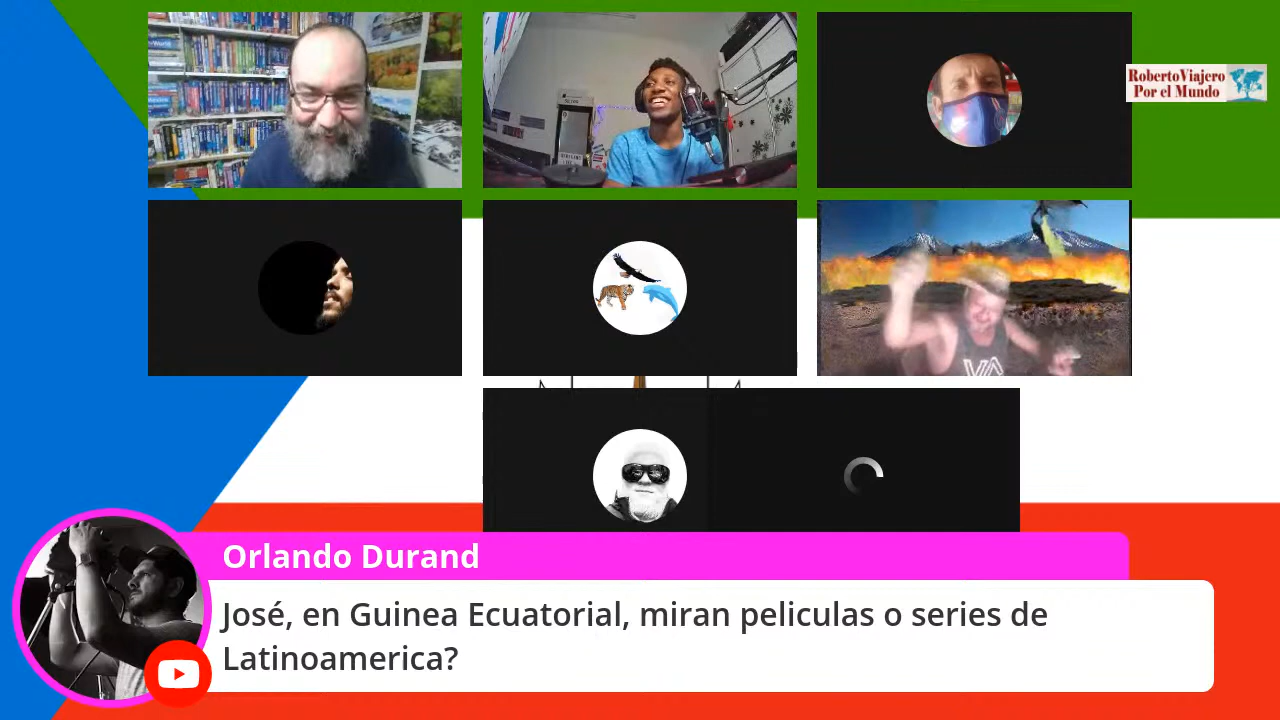 RobertoViajero
Por el Mundo
Orlando Durand
José, en Guinea Ecuatorial, miran peliculas o series de
Latinoamerica?